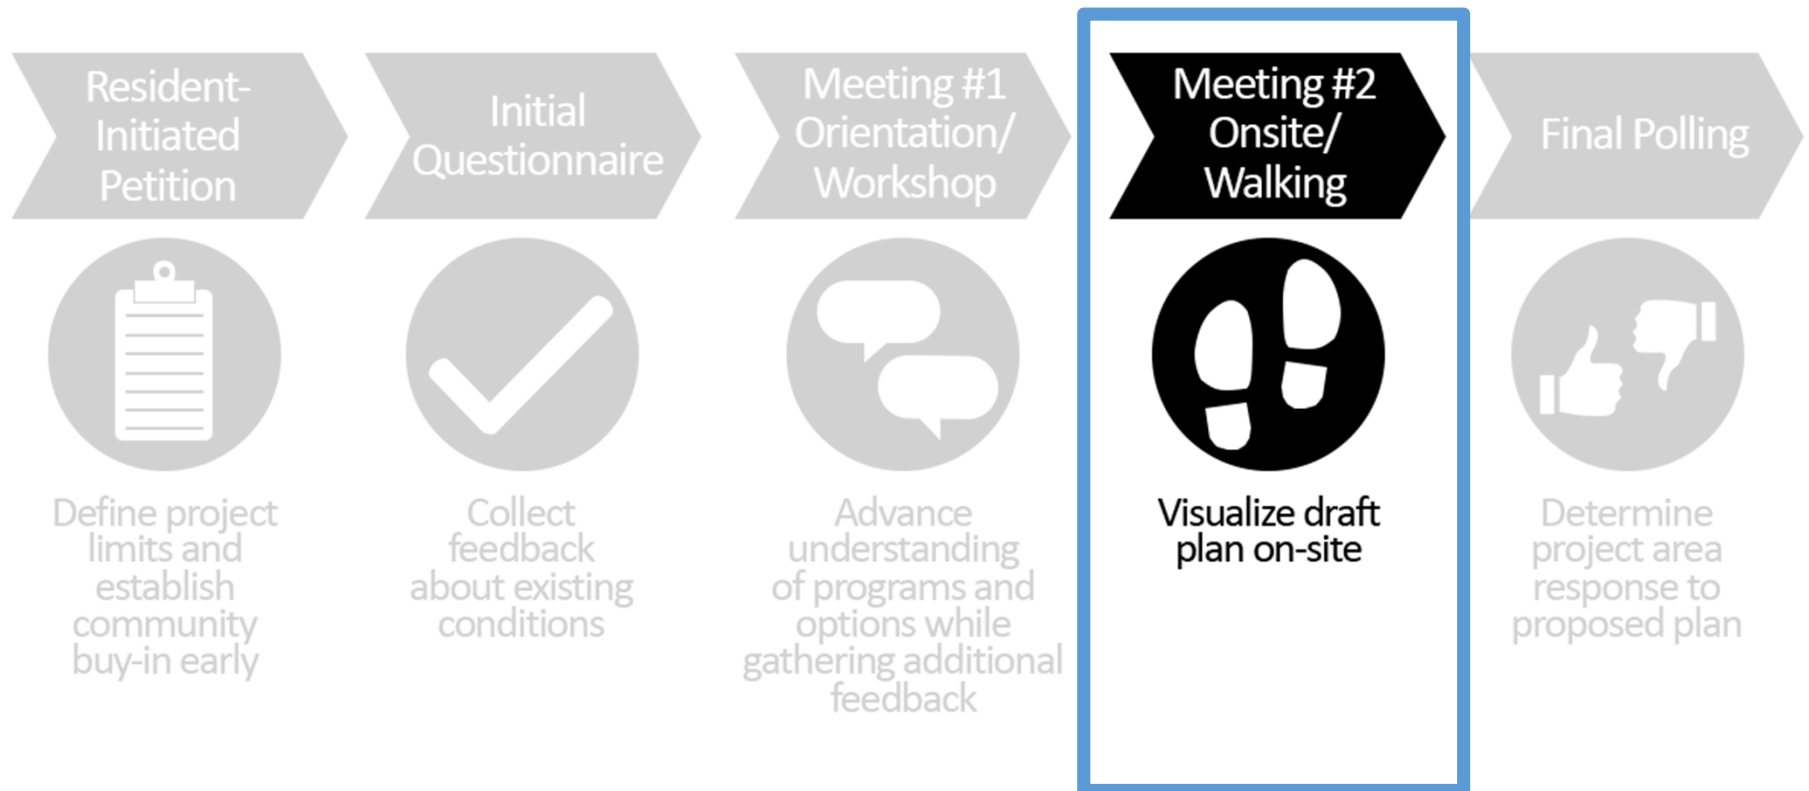 Resident-
Initiated
Petition
Define project
limits and
establish
community
buy-in early
Initial
Questionnaire
Collect
feedback
about existing
conditions
Meeting #1
Orientation/
Workshop
Advance
understanding
of programs and
options while
gathering additional
feedback
Meeting #2
Onsite/
Walking
Visualize draft
plan on-site
Final Polling
Determine
project area
response to
proposed plan